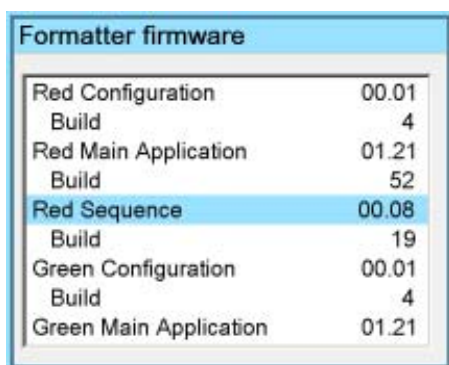 Formatter firmware
Red Configuration 00.01
Build 4
Red Main Application 01.21
Build 52
Red Sequence 00.08
Build 19
Green Configuration 00.01
Build 4
Green Main Application 01.21